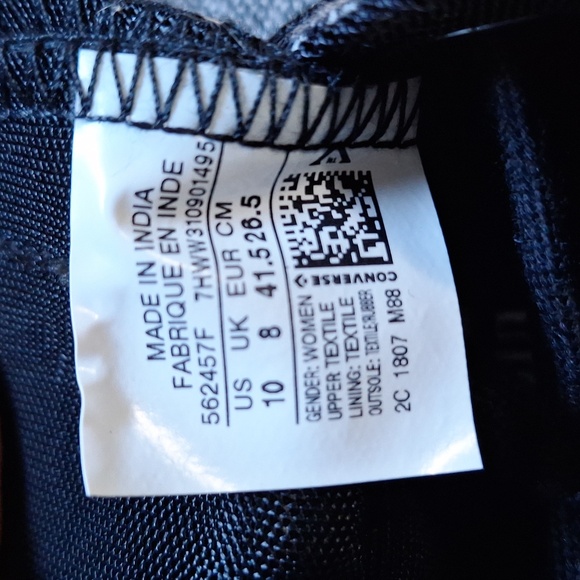 MADE IN INDIA
FABRIQUE EN INDE
562457F 7HWW310901495
US UK EUR CM
10 8 41.5 26.5
CONVERSE
GENDER: WOMEN
UPPER TEXTILE
LINING: TEXTILE
OUTSOLE: TEXTILE/RUBBER
2C 1807 M88